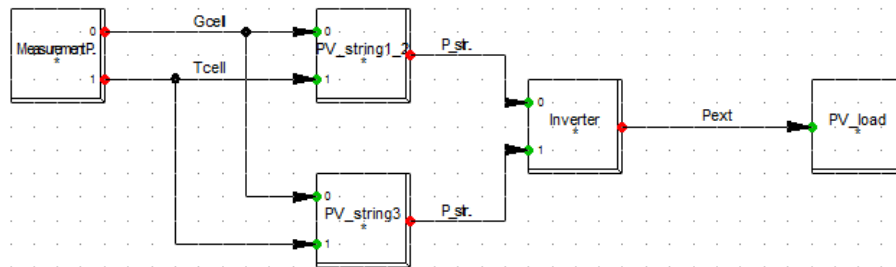 Gcell
0
MeasurementP..
*
1
Tcell
0
PV_string1_2
*
1
P_str..
0
Inverter
*
1
Pext
PV_load
*
0
PV_string3
*
1
P_str..